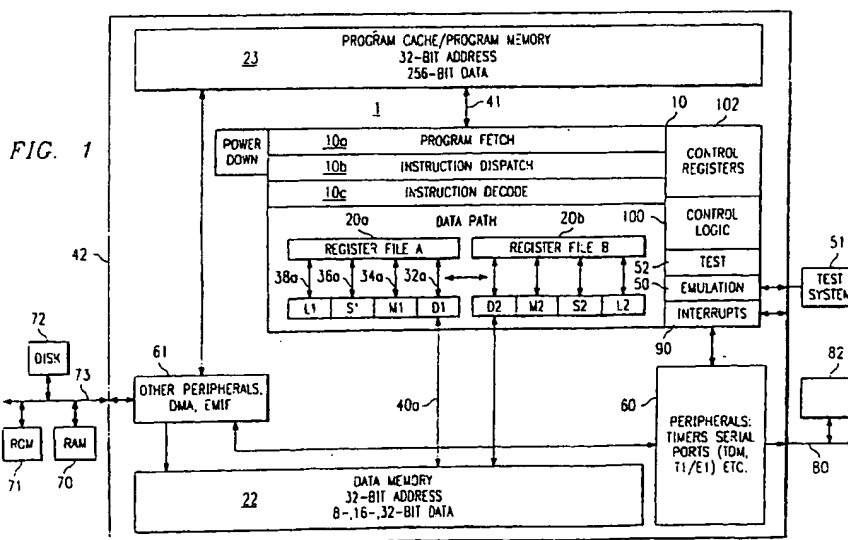 PROGRAM CACHE/PROGRAM MEMORY
23
32-BIT ADDRESS
256-BIT DATA
1
41
10
102
FIG. 1
POWER DOWN
10a
PROGRAM FETCH
10b
INSTRUCTION DISPATCH
10c
INSTRUCTION DECODE
CONTROL REGISTERS
DATA PATH
20a
20b
100
CONTROL LOGIC
REGISTER FILE A
REGISTER FILE B
42
52
TEST
51
38a
36a
34a
32a
50
EMULATION
TEST SYSTEM
L1
S1
M1
D1
D2
M2
S2
L2
INTERRUPTS
90
72
DISK
73
61
OTHER PERIPHERALS,
DMA, EMIF
82
40a
60
PERIPHERALS:
TIMERS SERIAL
PORTS (TDM,
T1/E1) ETC.
ROM
RAM
71
70
80
DATA MEMORY
22
32-BIT ADDRESS
8-,16-,32-BIT DATA